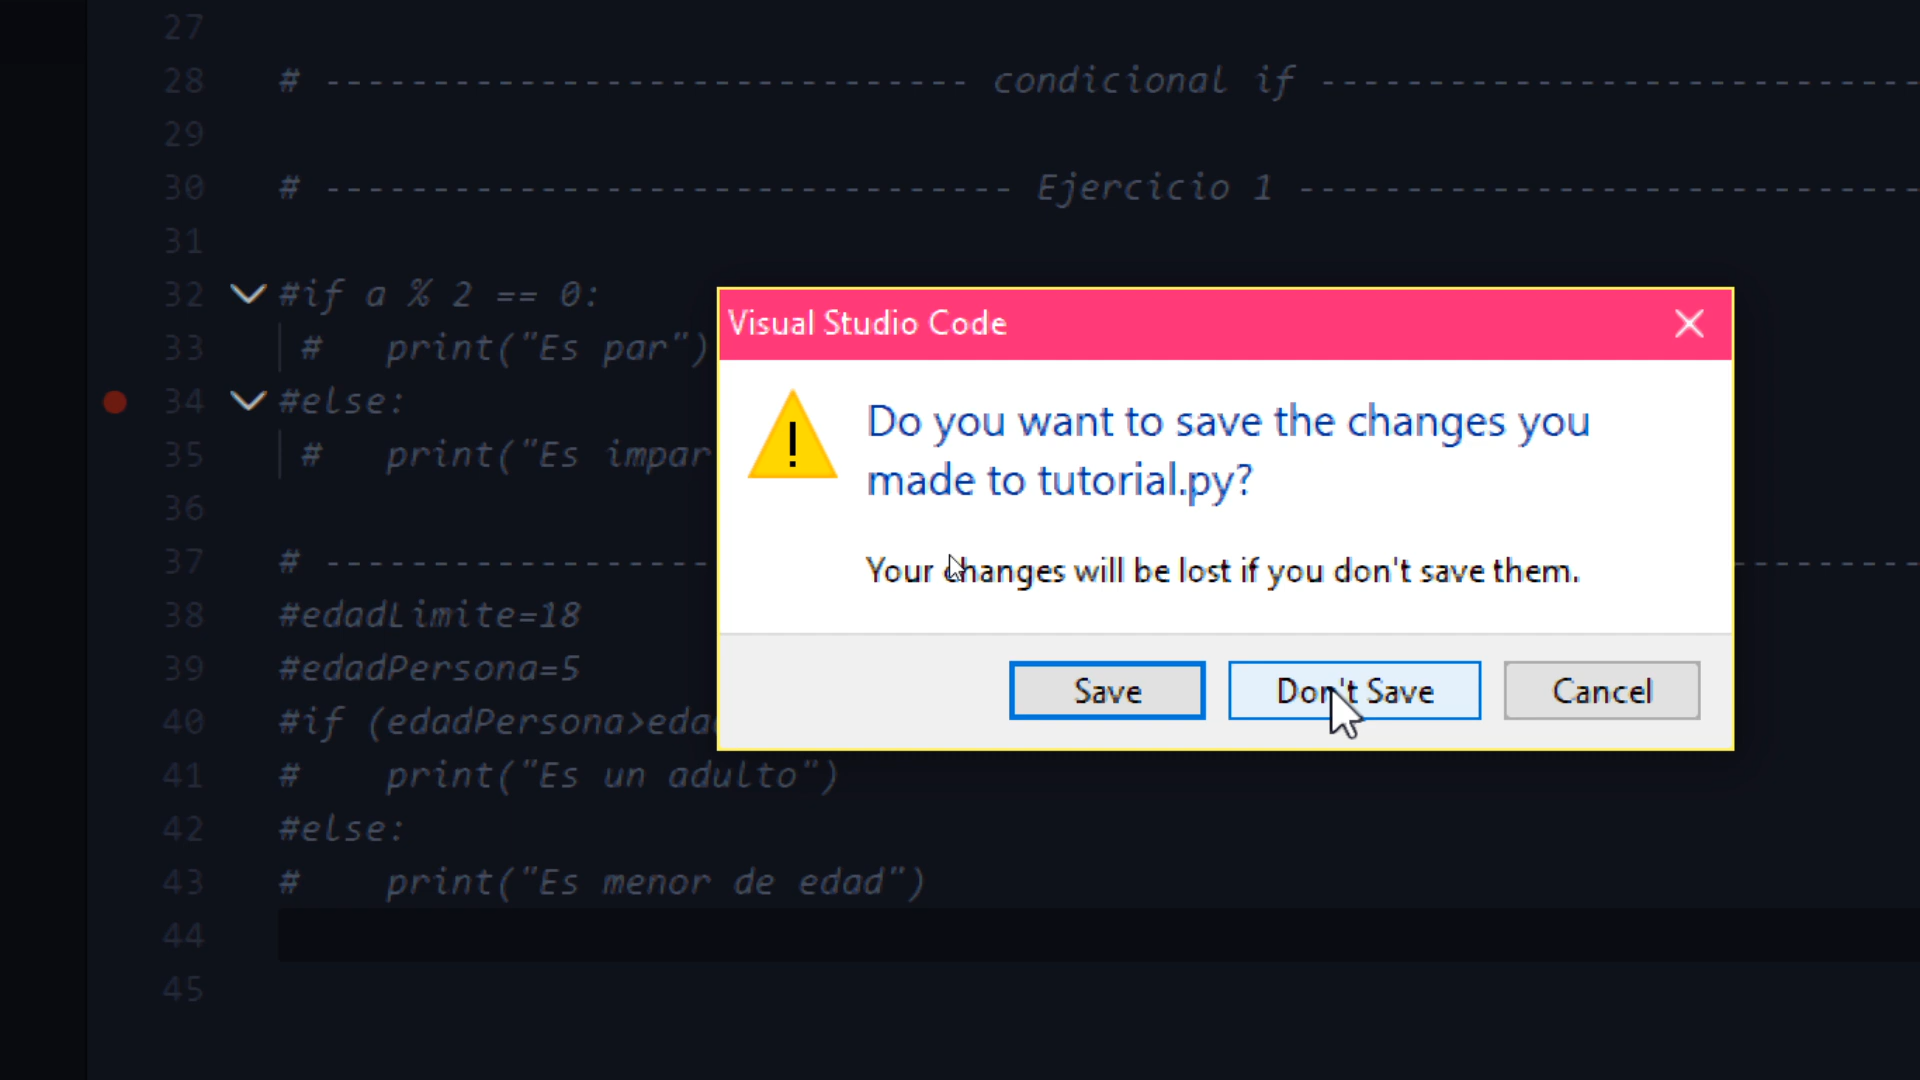 27
28 # ------------------------------ condicional if ----------------------------
29
30 # -------------------------------- Ejercicio 1 -----------------------------
31
32 #if a % 2 == 0:
33 #   print("Es par")
34 #else:
35 #   print("Es impar
36
37 # ------------------
38 #edadLimite=18
39 #edadPersona=5
40 #if (edadPersona>eda
41 #    print("Es un adulto")
42 #else:
43 #    print("Es menor de edad")
44
45
Visual Studio Code
Do you want to save the changes you
made to tutorial.py?
Your changes will be lost if you don't save them.
Save Don't Save Cancel